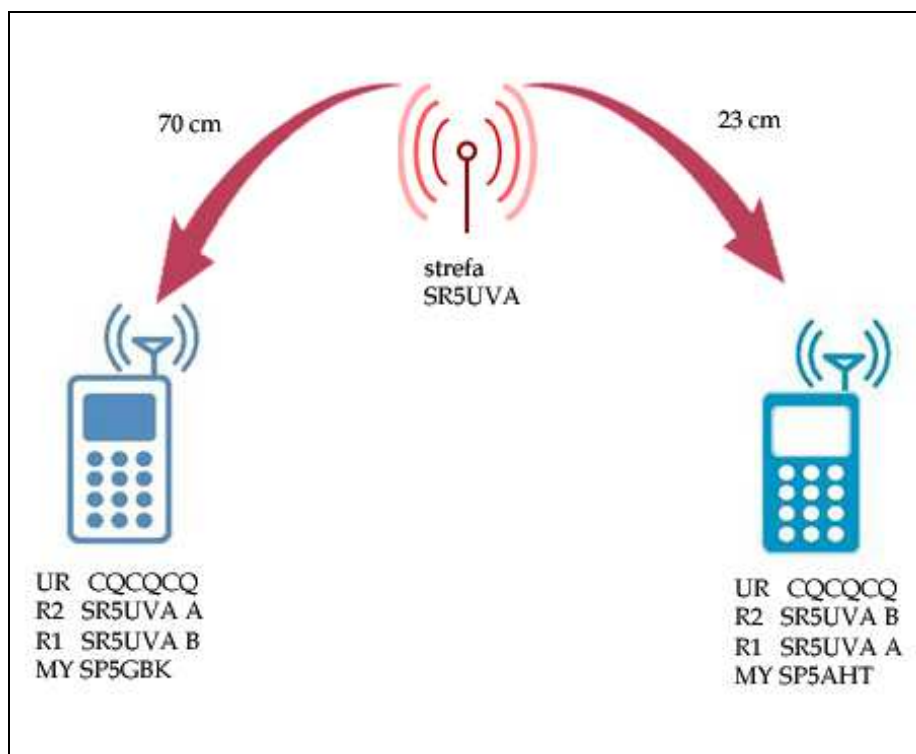 70 cm
23 cm
strefa
SR5UVA
UR CQCQCQ
R2 SR5UVA A
R1 SR5UVA B
MY SP5GBK
UR CQCQCQ
R2 SR5UVA B
R1 SR5UVA A
MY SP5AHT